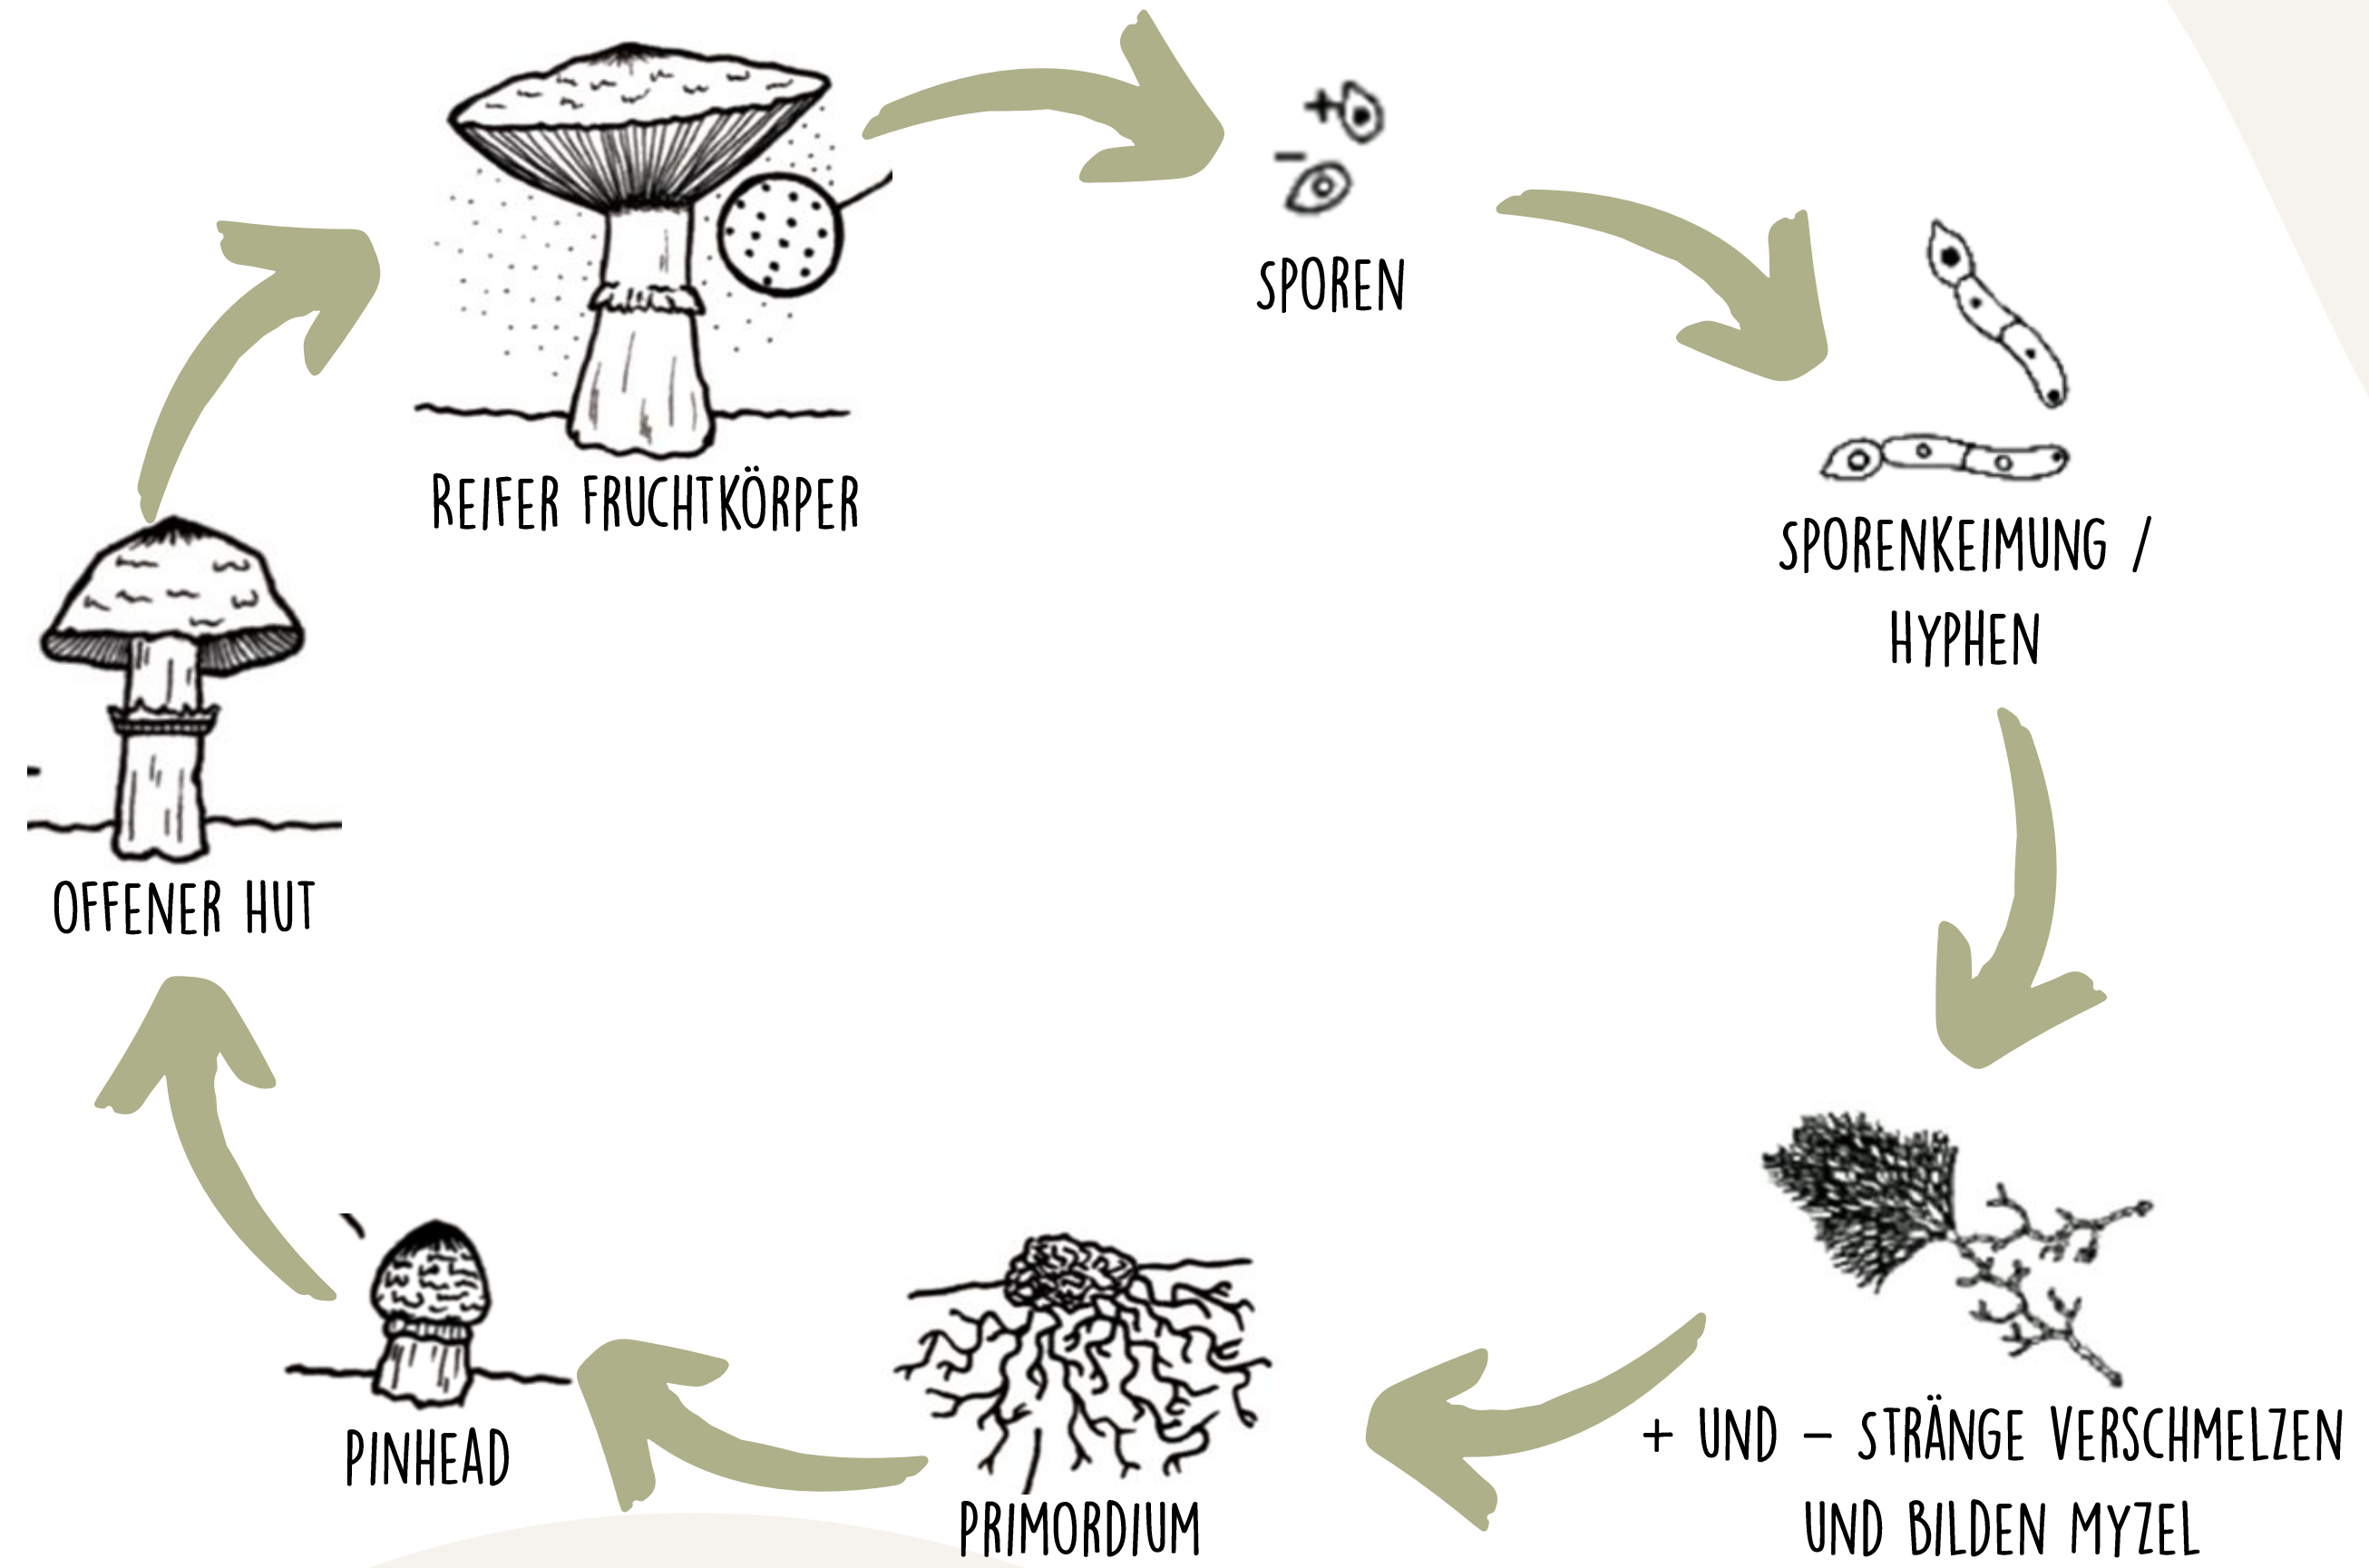 +
-
SPOREN
SPORENKEIMUNG /
HYPHEN
+ UND - STRÄNGE VERSCHMELZEN
UND BILDEN MYZEL
PRIMORDIUM
PINHEAD
OFFENER HUT
REIFER FRUCHTKÖRPER